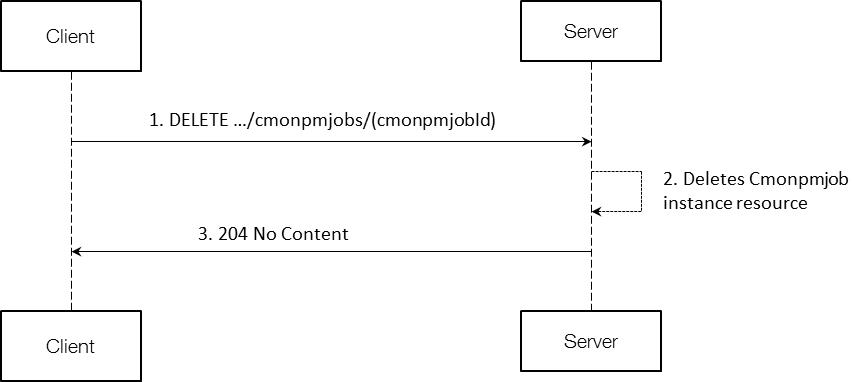 Client
Server
1. DELETE .../cmonpmjobs/(cmonpmjobId)
2. Deletes Cmonpmjob
instance resource
3. 204 No Content
Client
Server